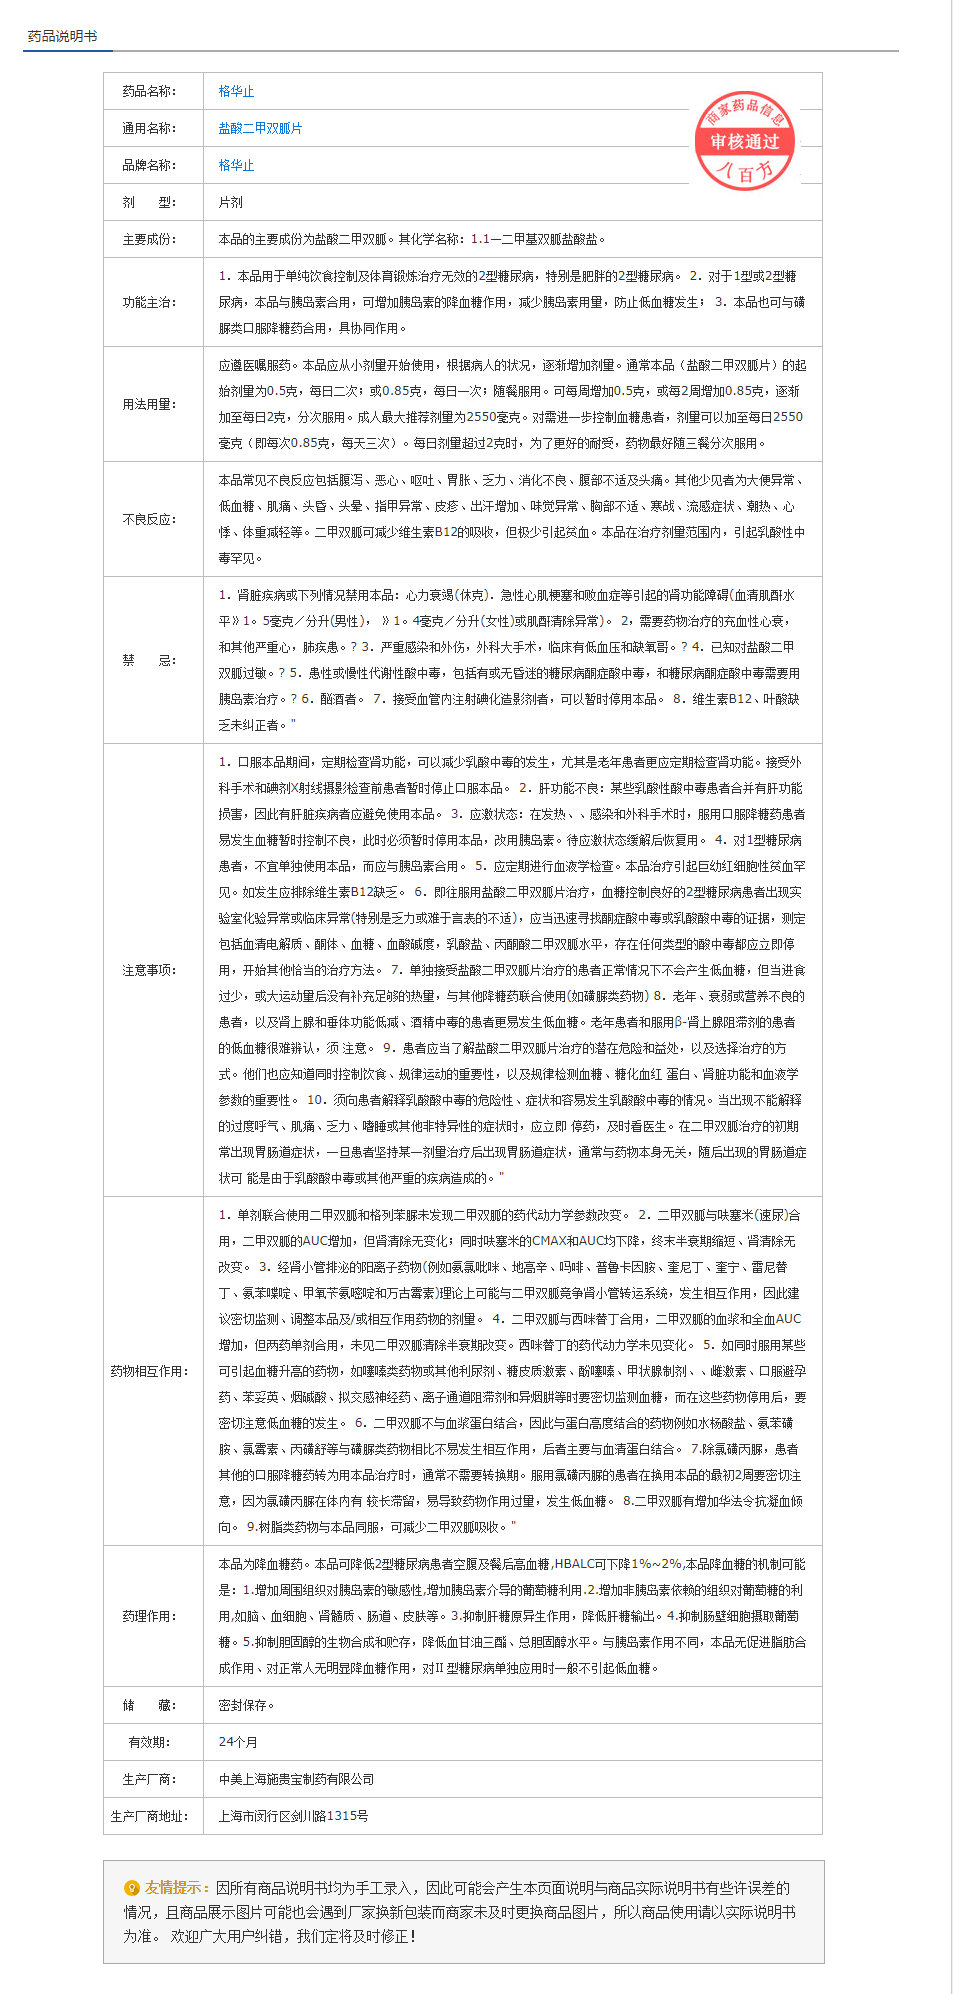 药品说明书
药品名称：
格华止
通用名称：
盐酸二甲双胍片
品牌名称：
格华止
商家药品信息
审核通过
八百方
剂　　型：
片剂
主要成份：
本品的主要成份为盐酸二甲双胍。其化学名称：1.1—二甲基双胍盐酸盐。
功能主治：
1．本品用于单纯饮食控制及体育锻炼治疗无效的2型糖尿病，特别是肥胖的2型糖尿病。 2．对于1型或2型糖
尿病，本品与胰岛素合用，可增加胰岛素的降血糖作用，减少胰岛素用量，防止低血糖发生； 3．本品也可与磺
脲类口服降糖药合用，具协同作用。
用法用量：
应遵医嘱服药。本品应从小剂量开始使用，根据病人的状况，逐渐增加剂量。通常本品（盐酸二甲双胍片）的起
始剂量为0.5克，每日二次；或0.85克，每日一次；随餐服用。可每周增加0.5克，或每2周增加0.85克，逐渐
加至每日2克，分次服用。成人最大推荐剂量为2550毫克。对需进一步控制血糖患者，剂量可以加至每日2550
毫克（即每次0.85克，每天三次）。每日剂量超过2克时，为了更好的耐受，药物最好随三餐分次服用。
不良反应：
本品常见不良反应包括腹泻、恶心、呕吐、胃胀、乏力、消化不良、腹部不适及头痛。其他少见者为大便异常、
低血糖、肌痛、头昏、头晕、指甲异常、皮疹、出汗增加、味觉异常、胸部不适、寒战、流感症状、潮热、心
悸、体重减轻等。二甲双胍可减少维生素B12的吸收，但极少引起贫血。本品在治疗剂量范围内，引起乳酸性中
毒罕见。
禁　　忌：
1．肾脏疾病或下列情况禁用本品：心力衰竭(休克)．急性心肌梗塞和败血症等引起的肾功能障碍(血清肌酐水
平》1。5毫克／分升(男性)，》1。4毫克／分升(女性)或肌酐清除异常)。 2，需要药物治疗的充血性心衰，
和其他严重心，肺疾患。? 3．严重感染和外伤，外科大手术，临床有低血压和缺氧哥。? 4．已知对盐酸二甲
双胍过敏。? 5．患性或慢性代谢性酸中毒，包括有或无昏迷的糖尿病酮症酸中毒，和糖尿病酮症酸中毒需要用
胰岛素治疗。? 6．酗酒者。 7．接受血管内注射碘化造影剂者，可以暂时停用本品。 8．维生素B12、叶酸缺
乏未纠正者。"
注意事项：
1．口服本品期间，定期检查肾功能，可以减少乳酸中毒的发生，尤其是老年患者更应定期检查肾功能。接受外
科手术和碘剂X射线摄影检查前患者暂时停止口服本品。 2．肝功能不良：某些乳酸性酸中毒患者合并有肝功能
损害，因此有肝脏疾病者应避免使用本品。 3．应激状态：在发热、、感染和外科手术时，服用口服降糖药患者
易发生血糖暂时控制不良，此时必须暂时停用本品，改用胰岛素。待应激状态缓解后恢复用。 4．对1型糖尿病
患者，不宜单独使用本品，而应与胰岛素合用。 5．应定期进行血液学检查。本品治疗引起巨幼红细胞性贫血罕
见。如发生应排除维生素B12缺乏。 6．即往服用盐酸二甲双胍片治疗，血糖控制良好的2型糖尿病患者出现实
验室化验异常或临床异常(特别是乏力或难于言表的不适)，应当迅速寻找酮症酸中毒或乳酸酸中毒的证据，测定
包括血清电解质、酮体、血糖、血酸碱度，乳酸盐、丙酮酸二甲双胍水平，存在任何类型的酸中毒都应立即停
用，开始其他恰当的治疗方法。 7．单独接受盐酸二甲双胍片治疗的患者正常情况下不会产生低血糖，但当进食
过少，或大运动量后没有补充足够的热量，与其他降糖药联合使用(如磺脲类药物) 8．老年、衰弱或营养不良的
患者，以及肾上腺和垂体功能低减、酒精中毒的患者更易发生低血糖。老年患者和服用β-肾上腺阻滞剂的患者
的低血糖很难辨认，须 注意。 9．患者应当了解盐酸二甲双胍片治疗的潜在危险和益处，以及选择治疗的方
式。他们也应知道同时控制饮食、规律运动的重要性，以及规律检测血糖、糖化血红 蛋白、肾脏功能和血液学
参数的重要性。 10．须向患者解释乳酸酸中毒的危险性、症状和容易发生乳酸酸中毒的情况。当出现不能解释
的过度呼气、肌痛、乏力、嗜睡或其他非特异性的症状时，应立即 停药，及时看医生。在二甲双胍治疗的初期
常出现胃肠道症状，一旦患者坚持某一剂量治疗后出现胃肠道症状，通常与药物本身无关，随后出现的胃肠道症
状可 能是由于乳酸酸中毒或其他严重的疾病造成的。"
药物相互作用：
1．单剂联合使用二甲双胍和格列苯脲未发现二甲双胍的药代动力学参数改变。 2．二甲双胍与呋塞米(速尿)合
用，二甲双胍的AUC增加，但肾清除无变化；同时呋塞米的CMAX和AUC均下降，终末半衰期缩短、肾清除无
改变。 3．经肾小管排泌的阳离子药物(例如氨氯吡咪、地高辛、吗啡、普鲁卡因胺、奎尼丁、奎宁、雷尼替
丁、氨苯喋啶、甲氧苄氨嘧啶和万古霉素)理论上可能与二甲双胍竞争肾小管转运系统，发生相互作用，因此建
议密切监测、调整本品及/或相互作用药物的剂量。 4．二甲双胍与西咪替丁合用，二甲双胍的血浆和全血AUC
增加，但两药单剂合用，未见二甲双胍清除半衰期改变。西咪替丁的药代动力学未见变化。 5．如同时服用某些
可引起血糖升高的药物，如噻嗪类药物或其他利尿剂、糖皮质激素、酚噻嗪、甲状腺制剂、、雌激素、口服避孕
药、苯妥英、烟碱酸、拟交感神经药、离子通道阻滞剂和异烟肼等时要密切监测血糖，而在这些药物停用后，要
密切注意低血糖的发生。 6．二甲双胍不与血浆蛋白结合，因此与蛋白高度结合的药物例如水杨酸盐、氨苯磺
胺、氯霉素、丙磺舒等与磺脲类药物相比不易发生相互作用，后者主要与血清蛋白结合。 7.除氯磺丙脲，患者
其他的口服降糖药转为用本品治疗时，通常不需要转换期。服用氯磺丙脲的患者在换用本品的最初2周要密切注
意，因为氯磺丙脲在体内有 较长滞留，易导致药物作用过量，发生低血糖。 8.二甲双胍有增加华法令抗凝血倾
向。 9.树脂类药物与本品同服，可减少二甲双胍吸收。"
药理作用：
本品为降血糖药。本品可降低2型糖尿病患者空腹及餐后高血糖,HBALC可下降1%~2%,本品降血糖的机制可能
是：1.增加周围组织对胰岛素的敏感性,增加胰岛素介导的葡萄糖利用.2.增加非胰岛素依赖的组织对葡萄糖的利
用,如脑、血细胞、肾髓质、肠道、皮肤等。3.抑制肝糖原异生作用，降低肝糖输出。4.抑制肠壁细胞摄取葡萄
糖。5.抑制胆固醇的生物合成和贮存，降低血甘油三酯、总胆固醇水平。与胰岛素作用不同，本品无促进脂肪合
成作用、对正常人无明显降血糖作用，对II 型糖尿病单独应用时一般不引起低血糖。
储　　藏：
密封保存。
有效期：
24个月
生产厂商：
中美上海施贵宝制药有限公司
生产厂商地址：
上海市闵行区剑川路1315号
友情提示：因所有商品说明书均为手工录入，因此可能会产生本页面说明与商品实际说明书有些许误差的
情况，且商品展示图片可能也会遇到厂家换新包装而商家未及时更换商品图片，所以商品使用请以实际说明书
为准。 欢迎广大用户纠错，我们定将及时修正！